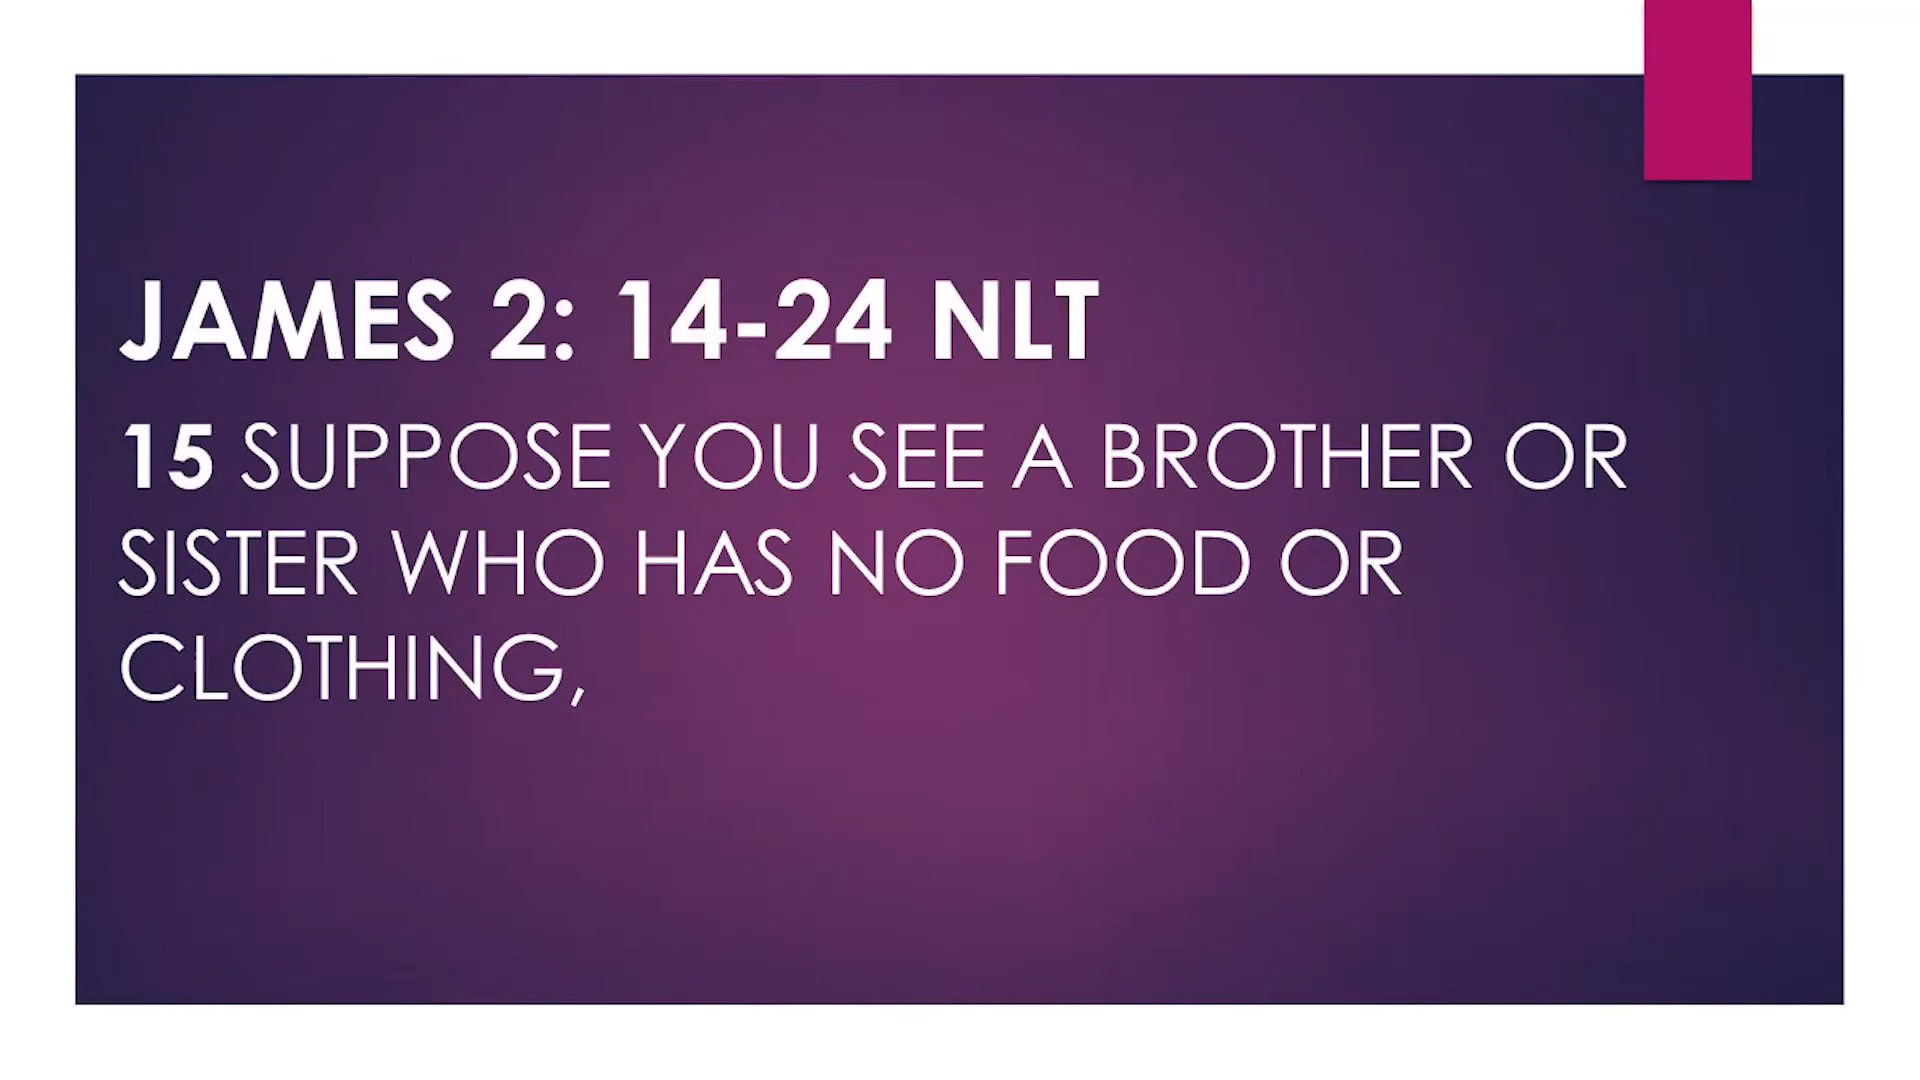 JAMES 2: 14-24 NLT
15 SUPPOSE YOU SEE A BROTHER OR
SISTER WHO HAS NO FOOD OR
CLOTHING,